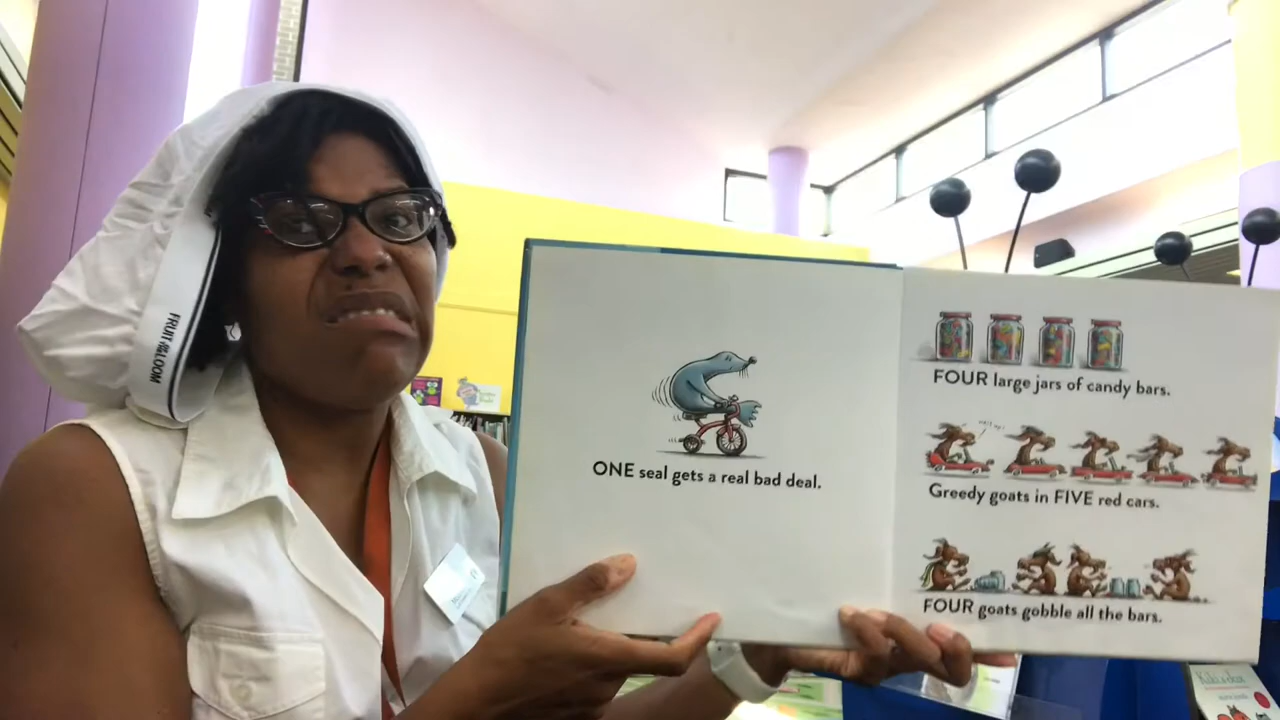 FRUIT OF THE LOOM
ONE seal gets a real bad deal.
FOUR large jars of candy bars.
Greedy goats in FIVE red cars.
FOUR goats gobble all the bars.